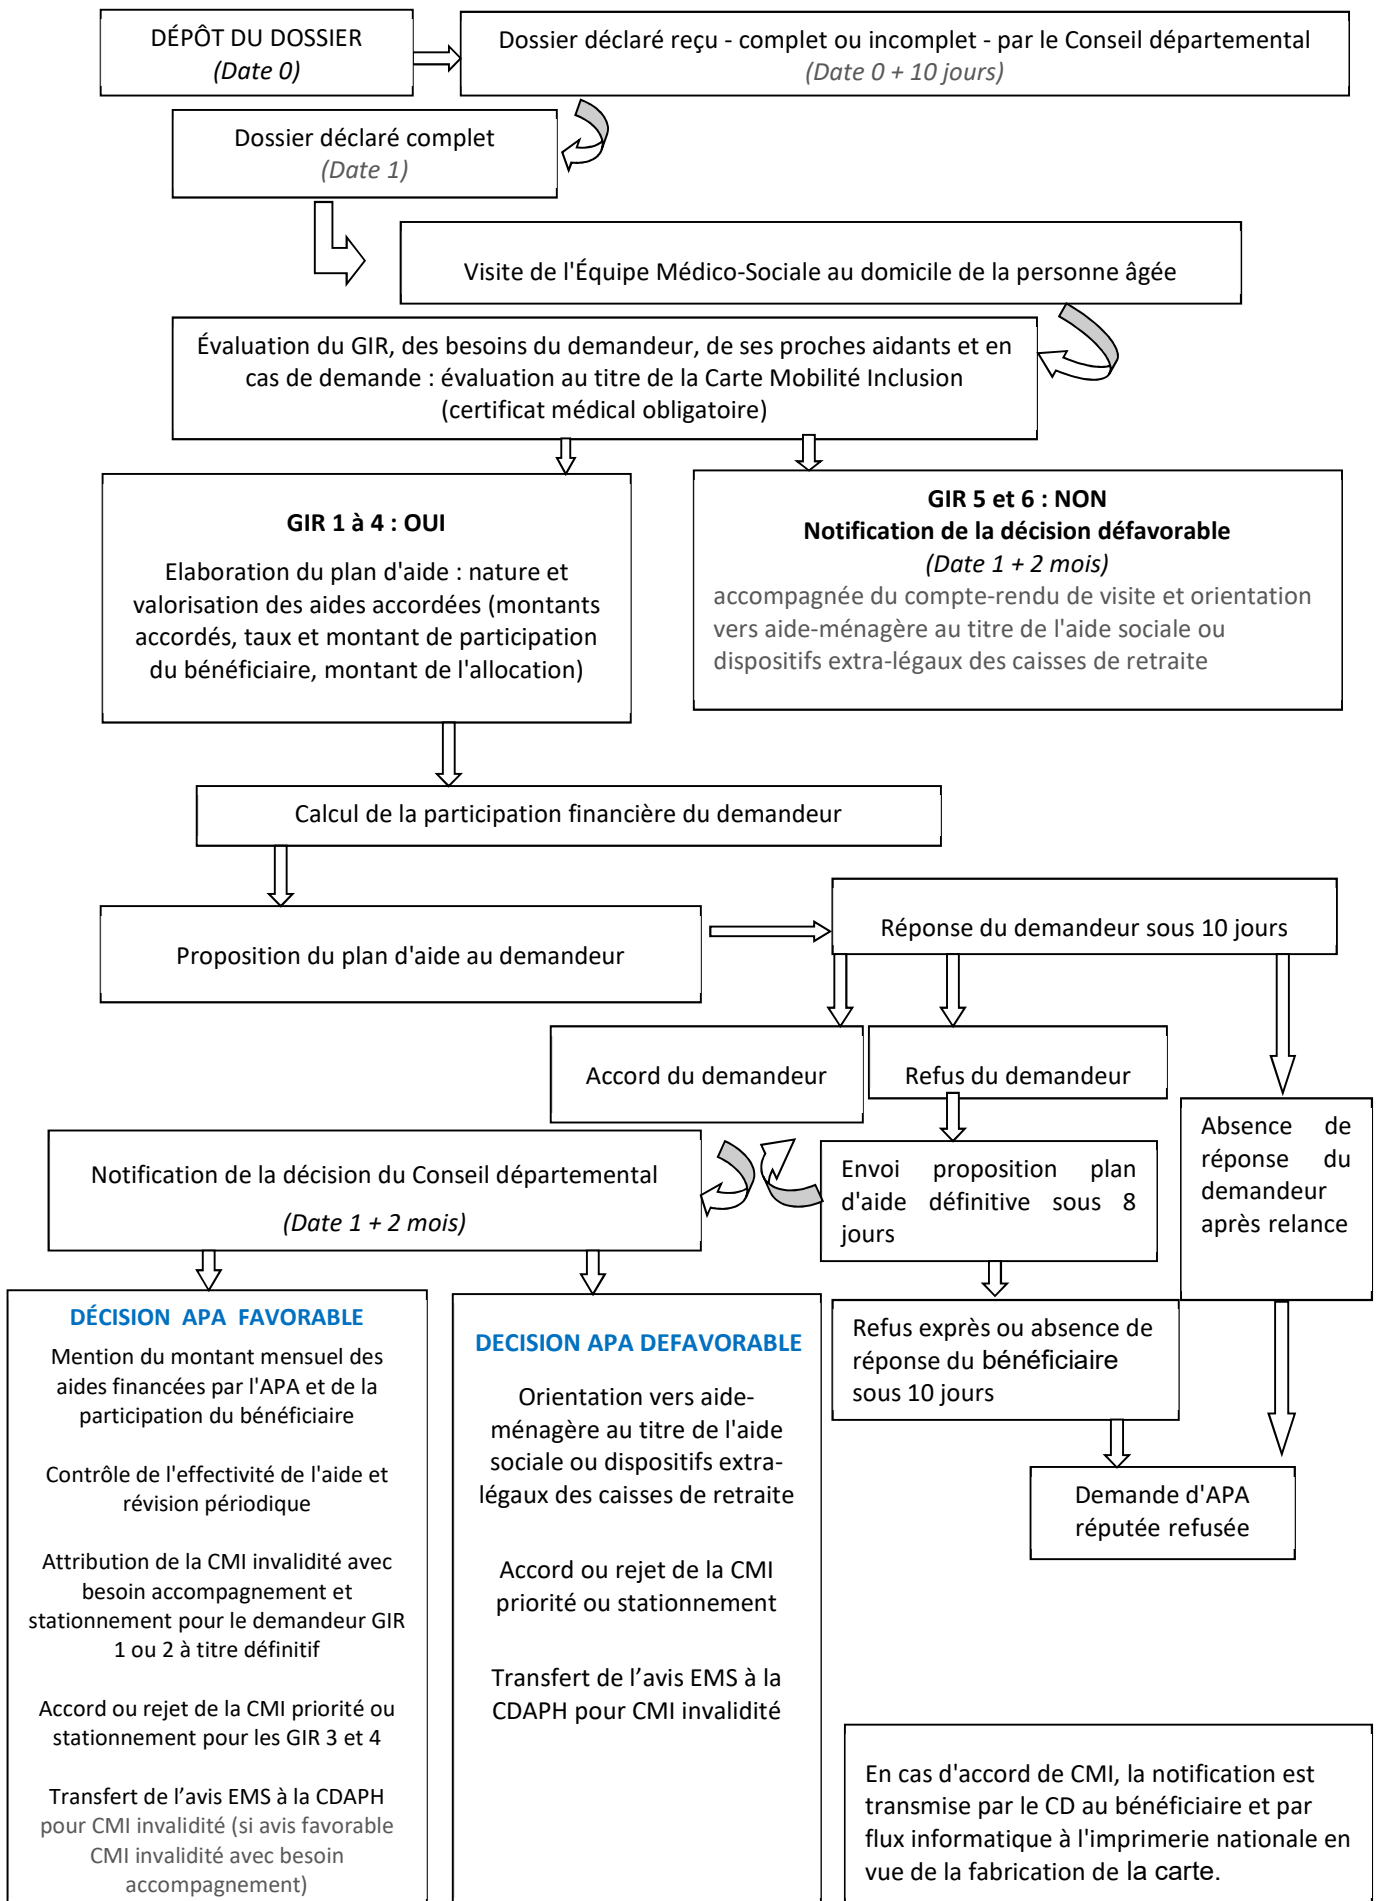 DÉPÔT DU DOSSIER
(Date 0)
Dossier déclaré reçu - complet ou incomplet - par le Conseil départemental
(Date 0 + 10 jours)
Dossier déclaré complet
(Date 1)
Visite de l'Équipe Médico-Sociale au domicile de la personne âgée
Évaluation du GIR, des besoins du demandeur, de ses proches aidants et en
cas de demande : évaluation au titre de la Carte Mobilité Inclusion
(certificat médical obligatoire)
GIR 1 à 4 : OUI
Elaboration du plan d'aide : nature et
valorisation des aides accordées (montants
accordés, taux et montant de participation
du bénéficiaire, montant de l'allocation)
GIR 5 et 6 : NON
Notification de la décision défavorable
(Date 1 + 2 mois)
accompagnée du compte-rendu de visite et orientation
vers aide-ménagère au titre de l'aide sociale ou
dispositifs extra-légaux des caisses de retraite
Calcul de la participation financière du demandeur
Proposition du plan d'aide au demandeur
Réponse du demandeur sous 10 jours
Accord du demandeur
Refus du demandeur
Absence de
réponse du
demandeur
après relance
Notification de la décision du Conseil départemental
(Date 1 + 2 mois)
Envoi proposition plan
d'aide définitive sous 8
jours
DÉCISION APA FAVORABLE
Mention du montant mensuel des
aides financées par l'APA et de la
participation du bénéficiaire
Contrôle de l'effectivité de l'aide et
révision périodique
Attribution de la CMI invalidité avec
besoin accompagnement et
stationnement pour le demandeur GIR
1 ou 2 à titre définitif
Accord ou rejet de la CMI priorité ou
stationnement pour les GIR 3 et 4
Transfert de l’avis EMS à la CDAPH
pour CMI invalidité (si avis favorable
CMI invalidité avec besoin
accompagnement)
DECISION APA DEFAVORABLE
Orientation vers aide-
ménagère au titre de l'aide
sociale ou dispositifs extra-
légaux des caisses de retraite
Accord ou rejet de la CMI
priorité ou stationnement
Transfert de l’avis EMS à la
CDAPH pour CMI invalidité
Refus exprès ou absence de
réponse du bénéficiaire
sous 10 jours
Demande d'APA
réputée refusée
En cas d'accord de CMI, la notification est
transmise par le CD au bénéficiaire et par
flux informatique à l'imprimerie nationale en
vue de la fabrication de la carte.